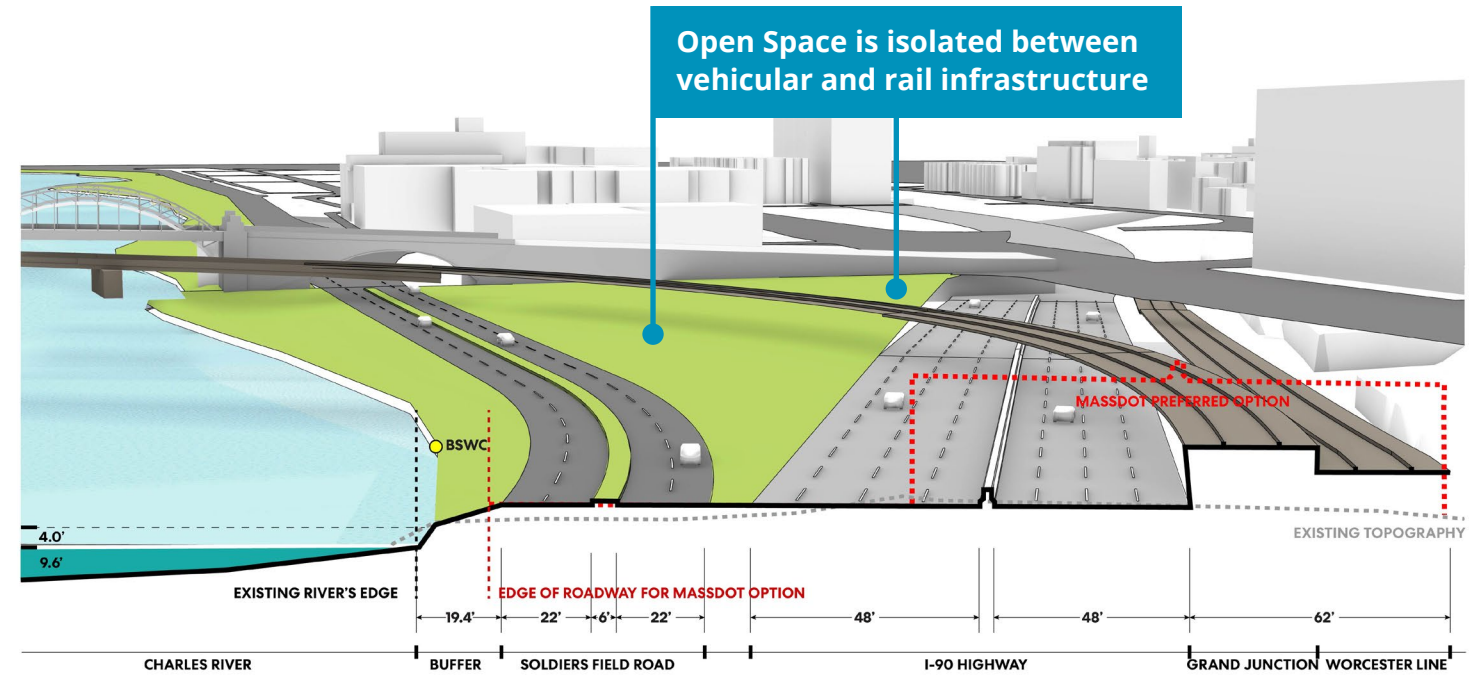 Open Space is isolated between
vehicular and rail infrastructure
MASSDOT PREFERRED OPTION
BSWC
EXISTING TOPOGRAPHY
4.0'
9.6'
EXISTING RIVER'S EDGE
EDGE OF ROADWAY FOR MASSDOT OPTION
19.4' 22' 6' 22' 48' 48' 62'
CHARLES RIVER BUFFER SOLDIERS FIELD ROAD I-90 HIGHWAY GRAND JUNCTION WORCESTER LINE